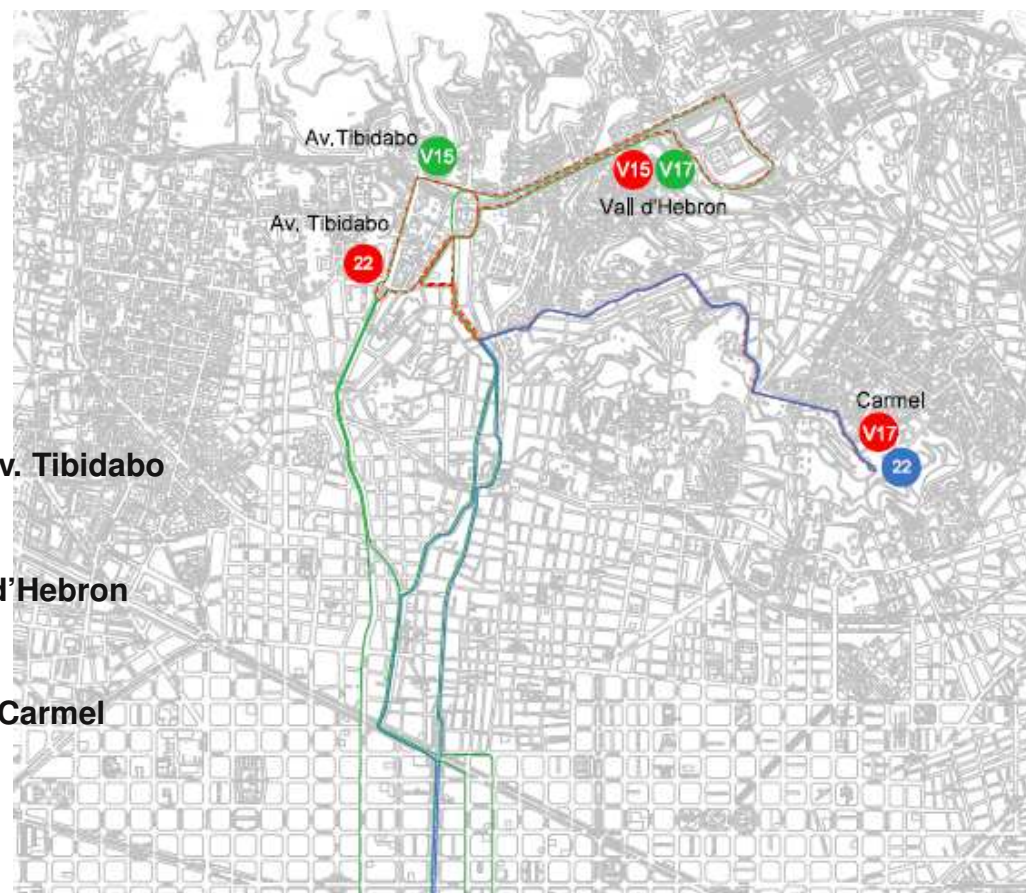 Av. Tibidabo
V15
V15 V17
Vall d'Hebron
Av. Tibidabo
22
Carmel
V17
22
v. Tibidabo
d’Hebron
Carmel